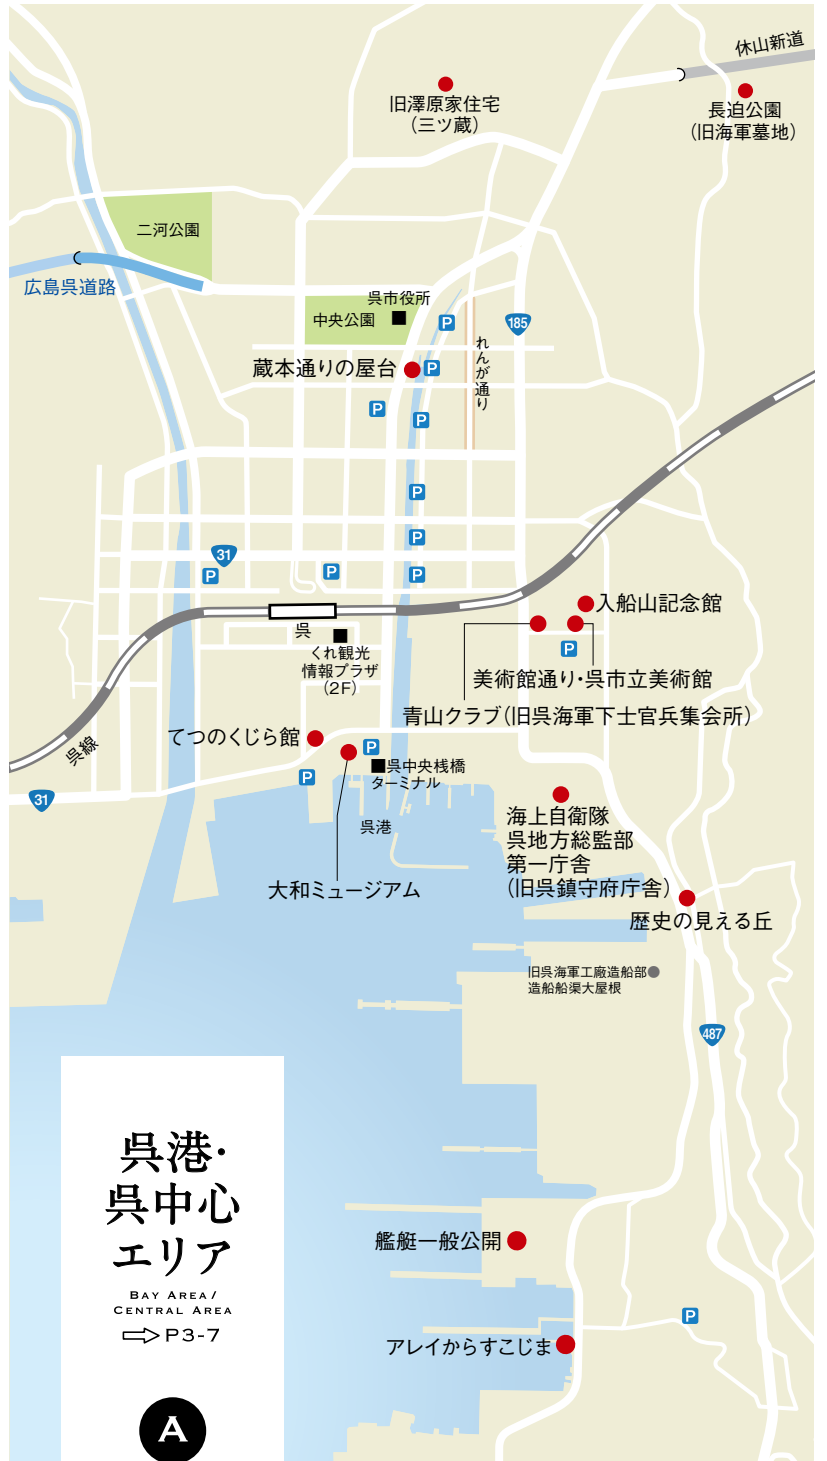 休山新道
旧澤原家住宅
(三ツ蔵)
長迫公園
(旧海軍墓地)
二河公園
広島呉道路
呉市役所
中央公園
P
185
れんが通り
蔵本通りの屋台
P
P
P
P
P
31
P
P
P
入船山記念館
呉
くれ観光
情報プラザ
(2F)
P
美術館通り・呉市立美術館
青山クラブ(旧呉海軍下士官兵集会所)
てつのくじら館
呉線
P
呉中央桟橋
ターミナル
P
31
呉港
海上自衛隊
呉地方総監部
第一庁舎
(旧呉鎮守府庁舎)
大和ミュージアム
歴史の見える丘
旧呉海軍工廠造船部
造船船渠大屋根
487
呉港・
呉中心
エリア
BAY AREA /
CENTRAL AREA
P3-7
A
艦艇一般公開
P
アレイからすこじま